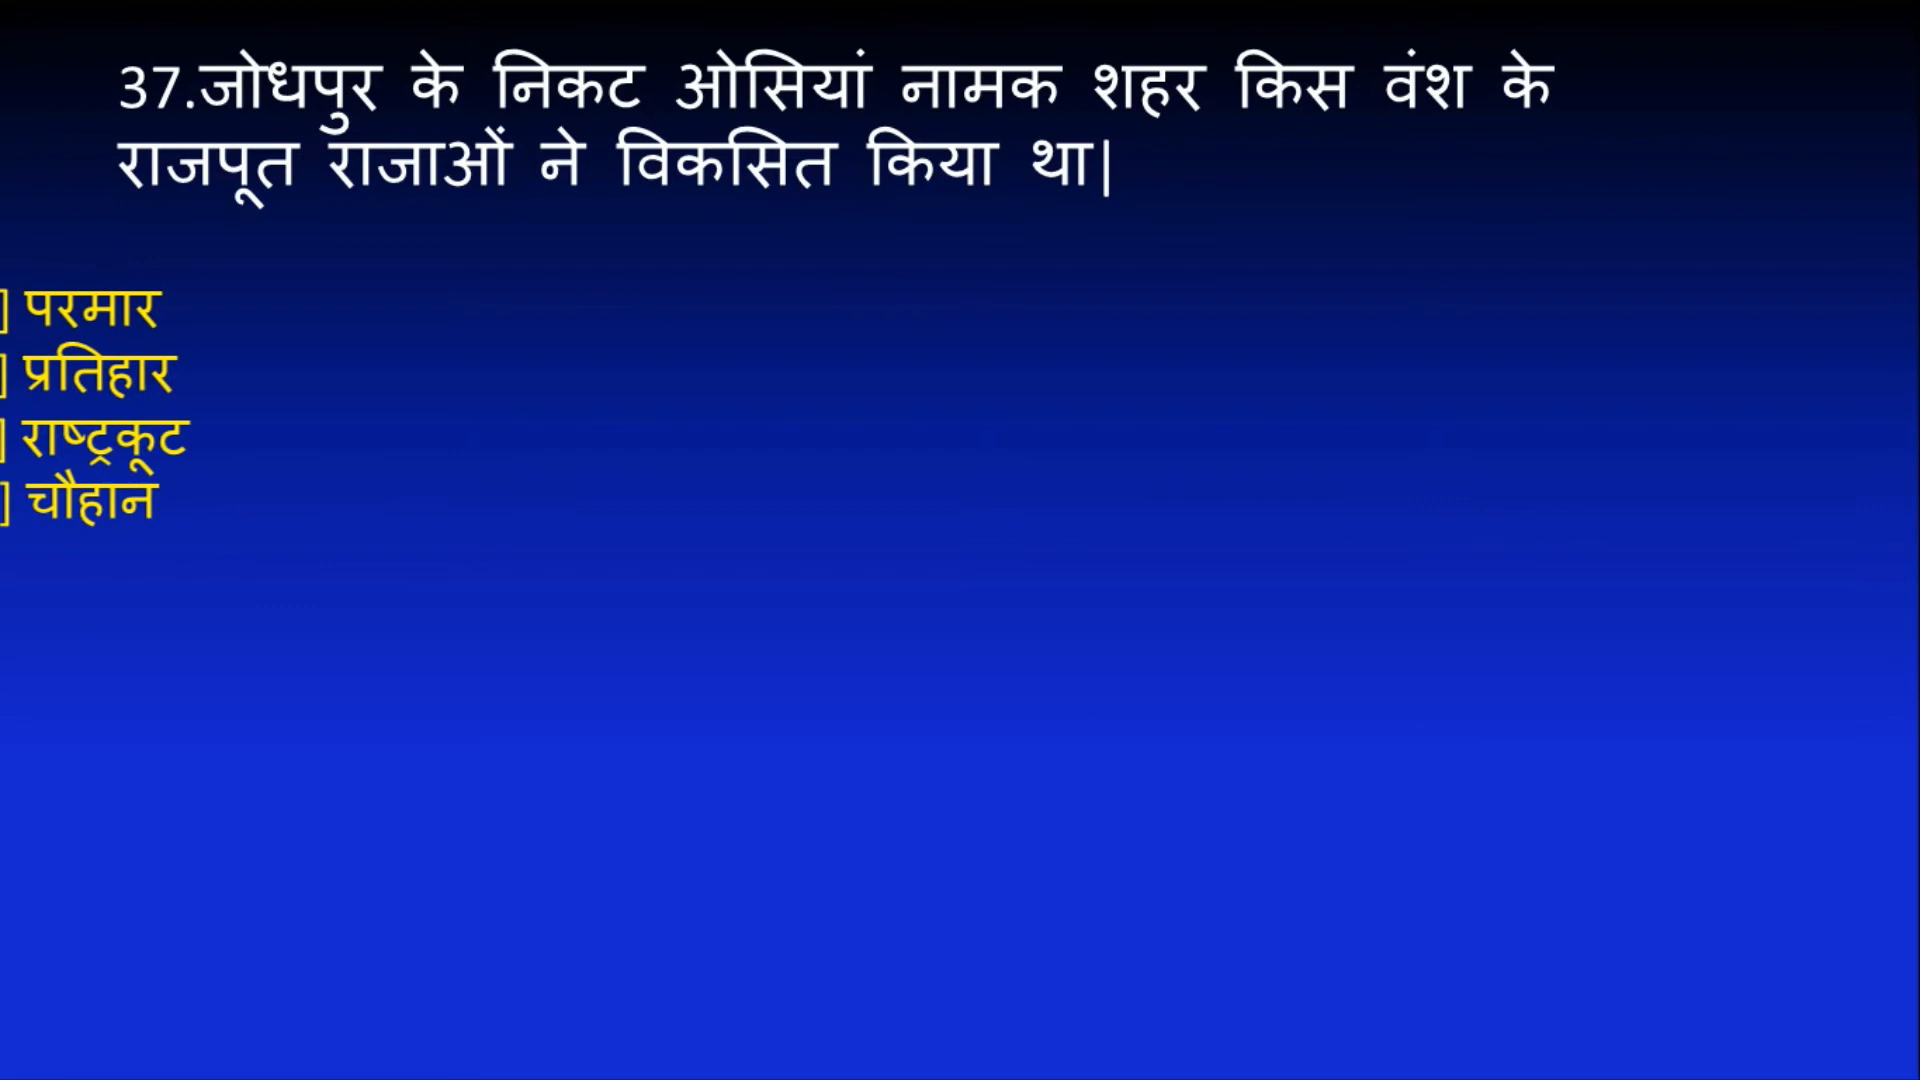 37.जोधपुर के निकट ओसियां नामक शहर किस वंश के
राजपूत राजाओं ने विकसित किया था|
] परमार
] प्रतिहार
] राष्ट्रकूट
] चौहान